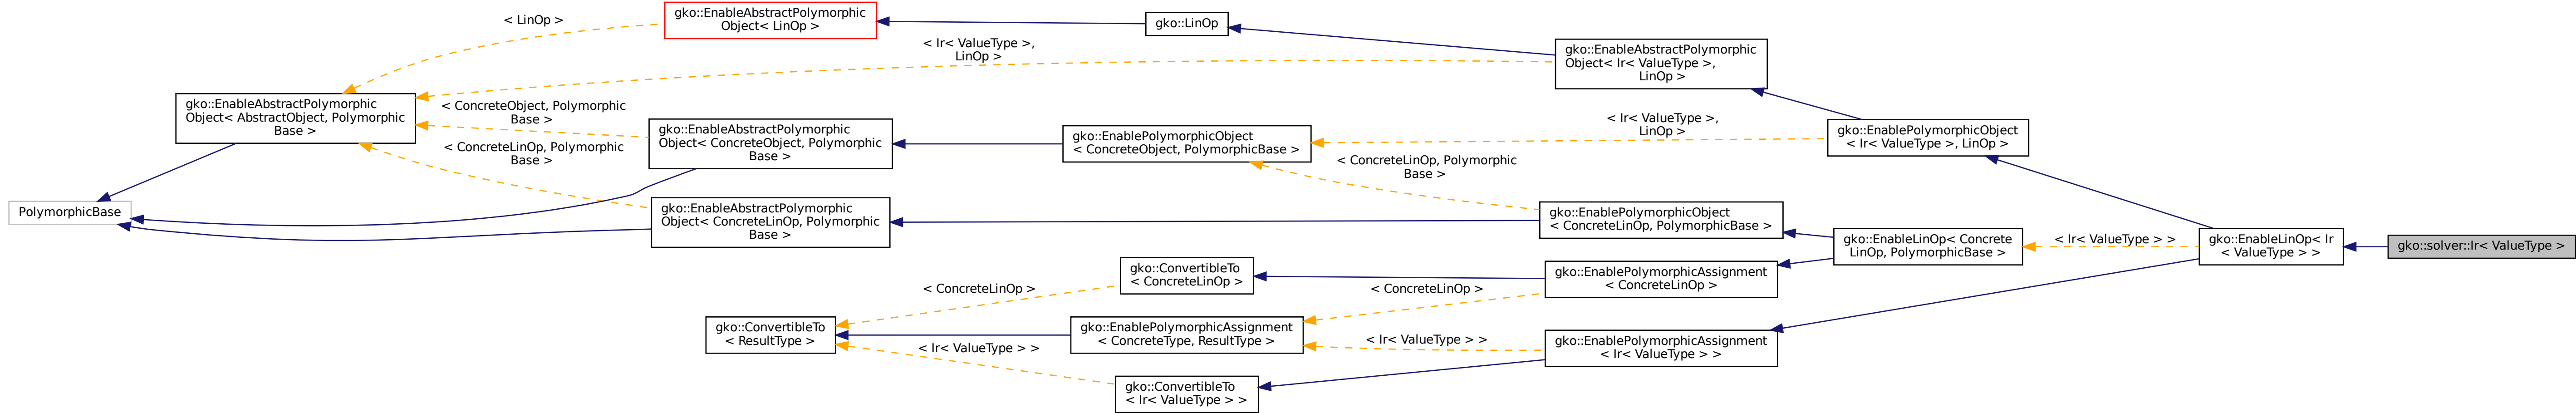 gko::EnableAbstractPolymorphic
Object< LinOp >
< LinOp >
gko::LinOp
< Ir< ValueType >,
LinOp >
gko::EnableAbstractPolymorphic
Object< Ir< ValueType >,
LinOp >
gko::EnableAbstractPolymorphic
Object< AbstractObject, Polymorphic
Base >
< ConcreteObject, Polymorphic
Base >
gko::EnableAbstractPolymorphic
Object< ConcreteObject, Polymorphic
Base >
gko::EnablePolymorphicObject
< ConcreteObject, PolymorphicBase >
< Ir< ValueType >,
LinOp >
gko::EnablePolymorphicObject
< Ir< ValueType >, LinOp >
< ConcreteLinOp, Polymorphic
Base >
< ConcreteLinOp, Polymorphic
Base >
PolymorphicBase
gko::EnableAbstractPolymorphic
Object< ConcreteLinOp, Polymorphic
Base >
gko::EnablePolymorphicObject
< ConcreteLinOp, PolymorphicBase >
gko::EnableLinOp< Concrete
LinOp, PolymorphicBase >
< Ir< ValueType > >
gko::EnableLinOp< Ir
< ValueType > >
gko::solver::Ir< ValueType >
gko::ConvertibleTo
< ConcreteLinOp >
gko::EnablePolymorphicAssignment
< ConcreteLinOp >
< ConcreteLinOp >
< ConcreteLinOp >
gko::ConvertibleTo
< ResultType >
gko::EnablePolymorphicAssignment
< ConcreteType, ResultType >
< Ir< ValueType > >
< Ir< ValueType > >
gko::EnablePolymorphicAssignment
< Ir< ValueType > >
gko::ConvertibleTo
< Ir< ValueType > >